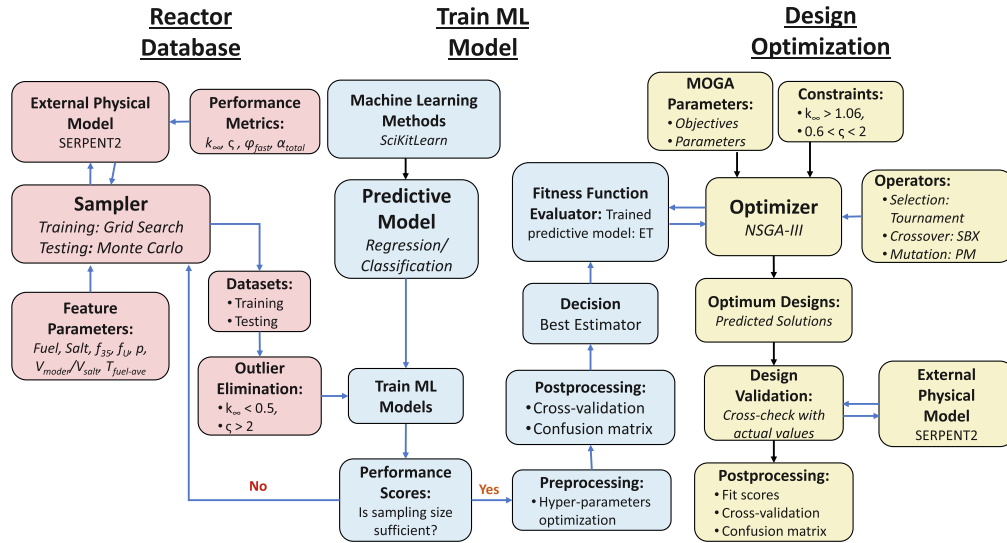 Reactor
Database
Train ML
Model
Design
Optimization
External Physical
Model
SERPENT2
Performance
Metrics:
k∞, ς , φfast, αtotal
Sampler
Training: Grid Search
Testing: Monte Carlo
Feature
Parameters:
Fuel, Salt, f35, fU, p,
Vmoder/Vsalt, Tfuel-ave
Datasets:
• Training
• Testing
Outlier
Elimination:
• k∞ < 0.5,
• ς > 2
Machine Learning
Methods
SciKitLearn
Predictive
Model
Regression/
Classification
Train ML
Models
Performance
Scores:
Is sampling size
sufficient?
No
Yes
Preprocessing:
• Hyper-parameters
optimization
Postprocessing:
• Cross-validation
• Confusion matrix
Decision
Best Estimator
Fitness Function
Evaluator: Trained
predictive model: ET
MOGA
Parameters:
• Objectives
• Parameters
Constraints:
• k∞ > 1.06,
• 0.6 < ς < 2
Optimizer
NSGA-III
Operators:
• Selection:
Tournament
• Crossover: SBX
• Mutation: PM
Optimum Designs:
Predicted Solutions
Design
Validation:
Cross-check with
actual values
External
Physical
Model
SERPENT2
Postprocessing:
• Fit scores
• Cross-validation
• Confusion matrix